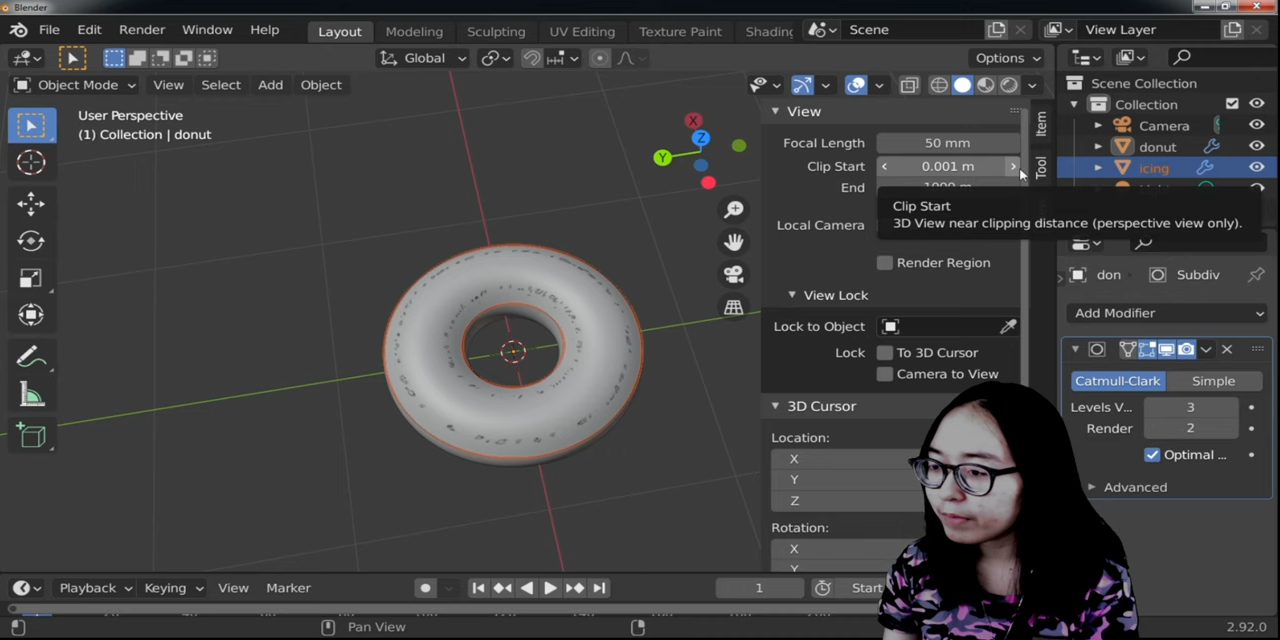 Blender
File Edit Render Window Help Layout Modeling Sculpting UV Editing Texture Paint Shading Scene View Layer
Global Options
Object Mode View Select Add Object
User Perspective
(1) Collection | donut
X
Z
Y
View
Focal Length 50 mm
Clip Start 0.001 m
End 1000 m
Clip Start
3D View near clipping distance (perspective view only).
Local Camera
Render Region
View Lock
Lock to Object
Lock To 3D Cursor
Camera to View
3D Cursor
Location:
X
Y
Z
Rotation:
X
Y
Item
Tool
Scene Collection
Collection
Camera
donut
icing
don Subdiv
Add Modifier
Catmull-Clark Simple
Levels V... 3
Render 2
Optimal ...
Advanced
Playback Keying View Marker 1 Start
Pan View 2.92.0